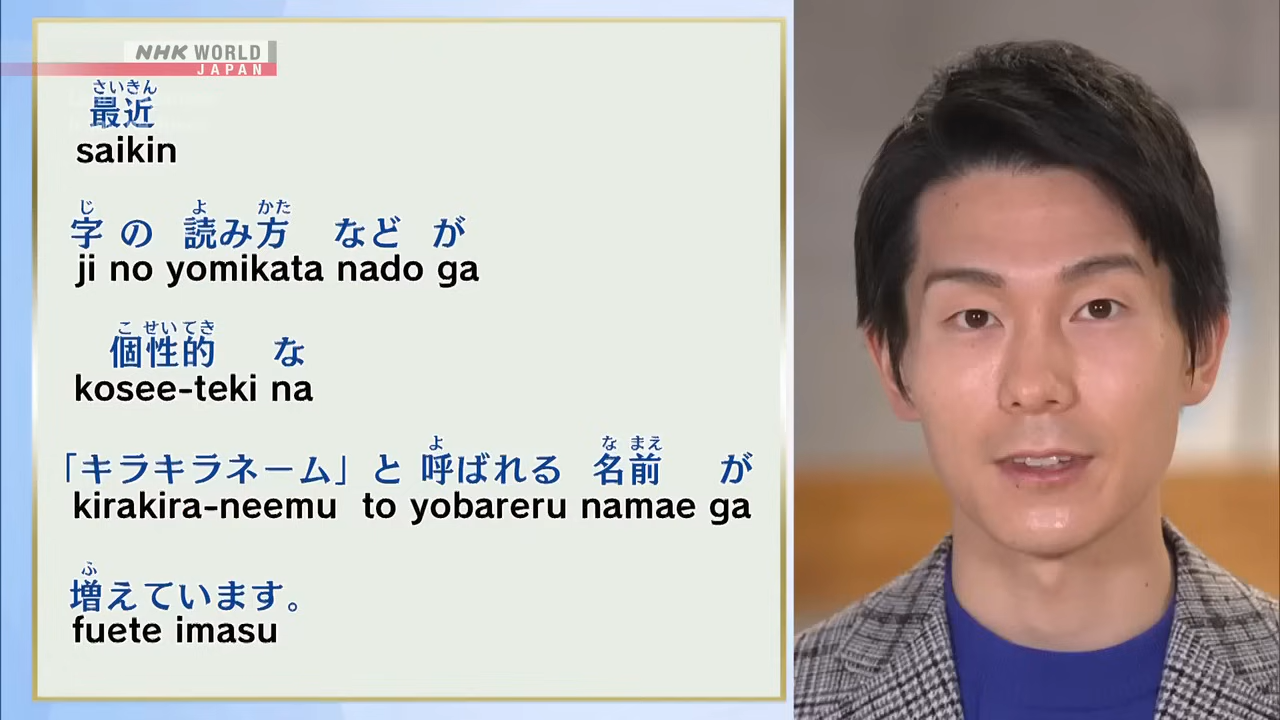 NHK WORLD
JAPAN
さいきん
最近
saikin
じ よ かた
字の 読み方 などが
ji no yomikata nado ga
こ せい てき
個性的 な
kosee-teki na
よ な まえ
「キラキラネーム」と 呼ばれる 名前 が
kirakira-neemu to yobareru namae ga
ふ
増えています。
fuete imasu